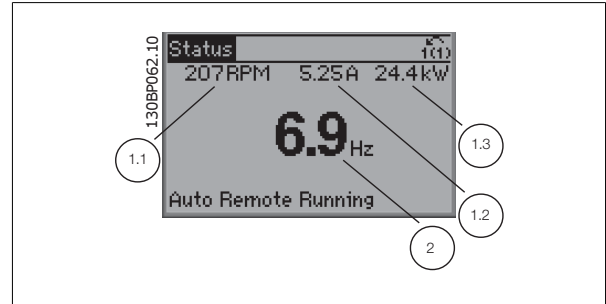 130BP062.10
Status 1(1)
207RPM 5.25A 24.4kW
6.9Hz
Auto Remote Running
1.1
1.3
1.2
2